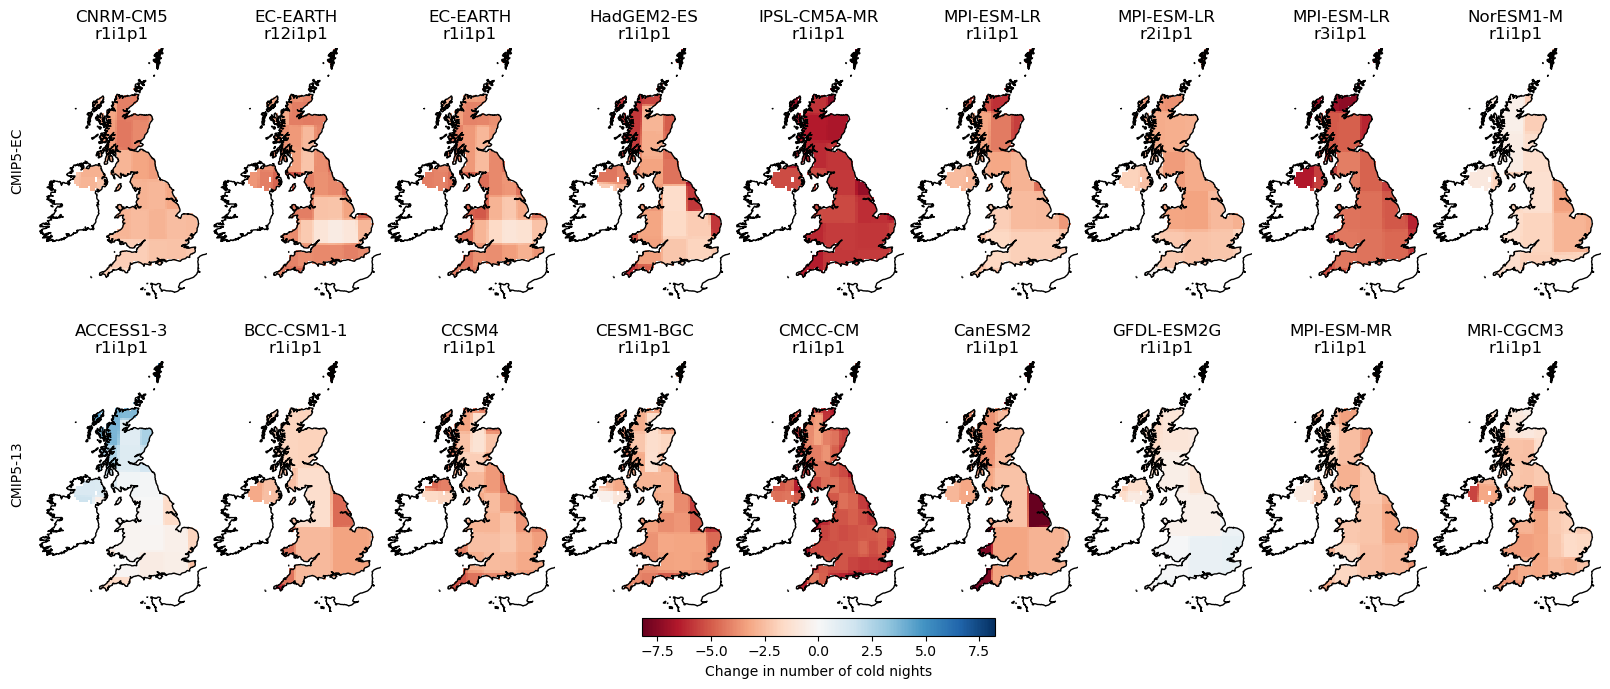 CNRM-CM5
r1i1p1
EC-EARTH
r12i1p1
EC-EARTH
r1i1p1
HadGEM2-ES
r1i1p1
IPSL-CM5A-MR
r1i1p1
MPI-ESM-LR
r1i1p1
MPI-ESM-LR
r2i1p1
MPI-ESM-LR
r3i1p1
NorESM1-M
r1i1p1
CMIP5-EC
ACCESS1-3
r1i1p1
BCC-CSM1-1
r1i1p1
CCSM4
r1i1p1
CESM1-BGC
r1i1p1
CMCC-CM
r1i1p1
CanESM2
r1i1p1
GFDL-ESM2G
r1i1p1
MPI-ESM-MR
r1i1p1
MRI-CGCM3
r1i1p1
CMIP5-13
−7.5 −5.0 −2.5 0.0 2.5 5.0 7.5
Change in number of cold nights